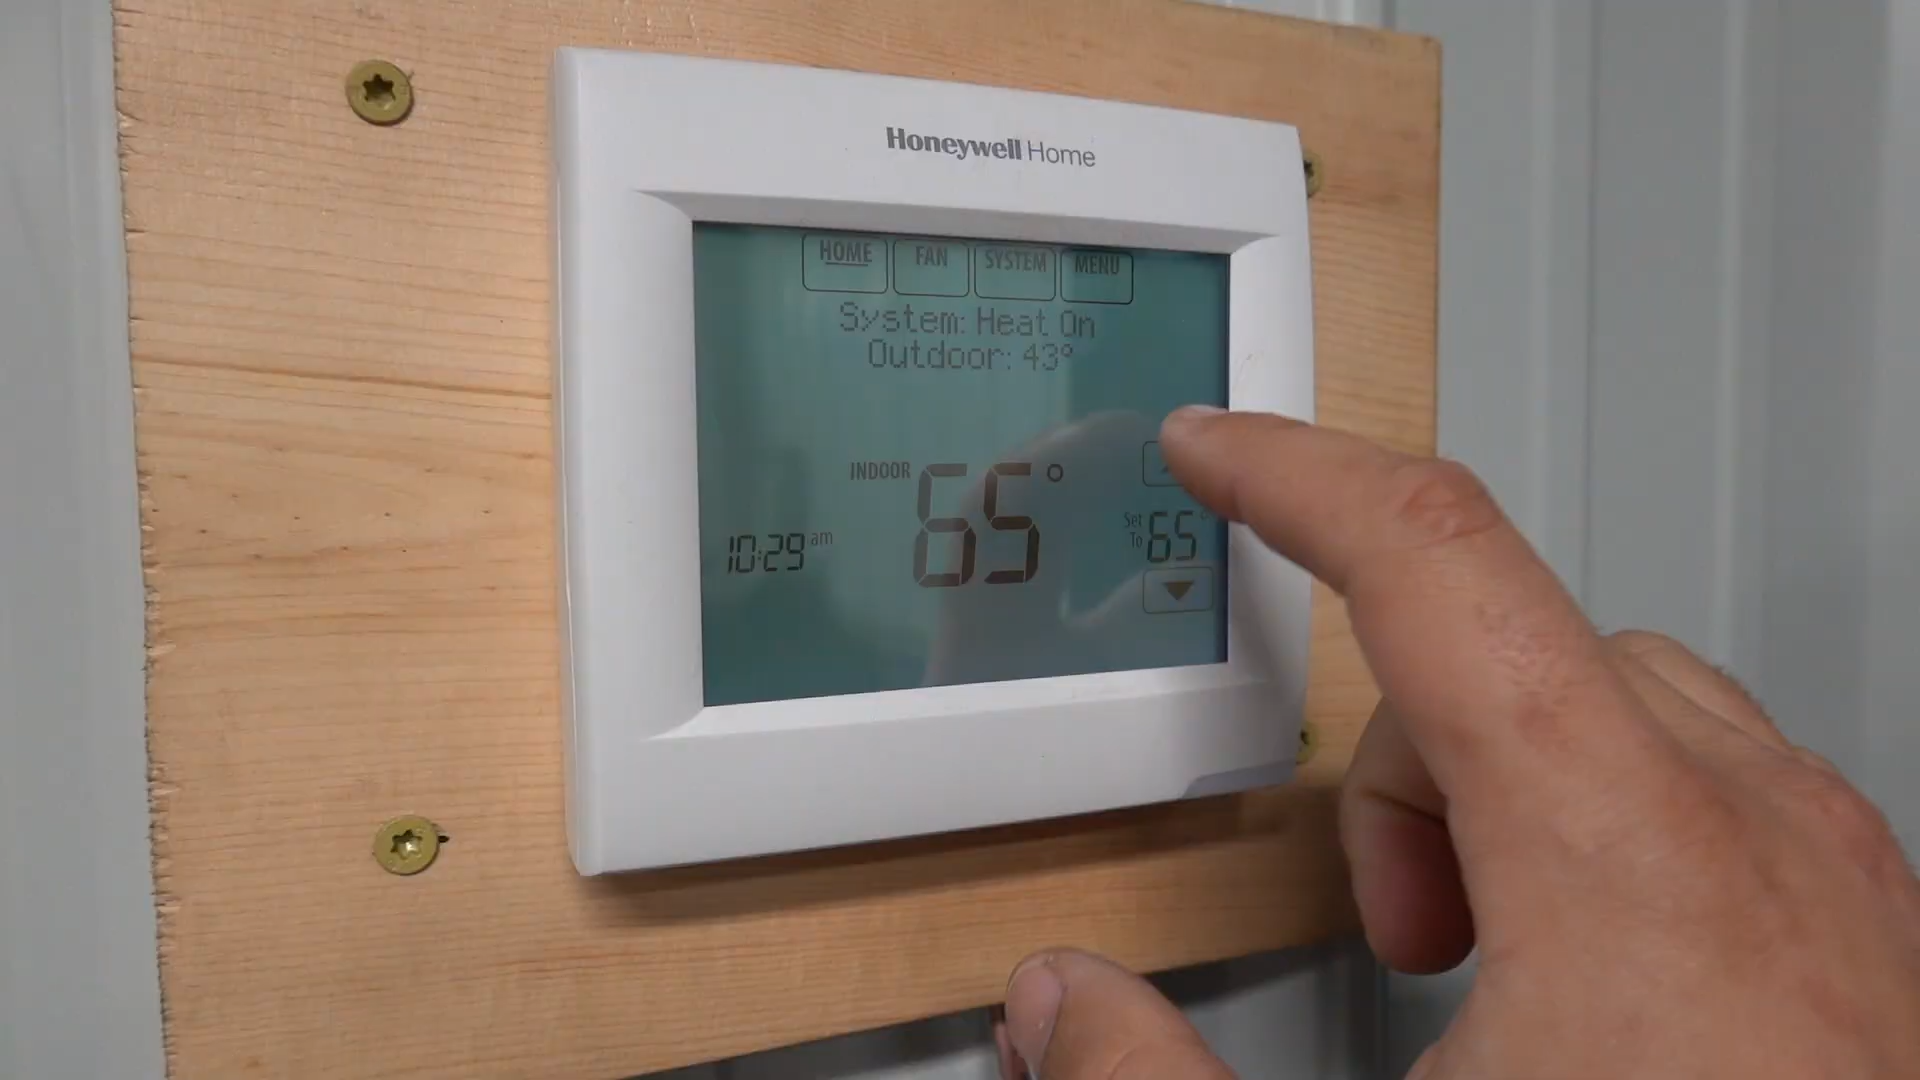 Honeywell Home
HOME FAN SYSTEM MENU
System: Heat On
Outdoor: 43°
INDOOR 65°
10:29 am
Set To 65°